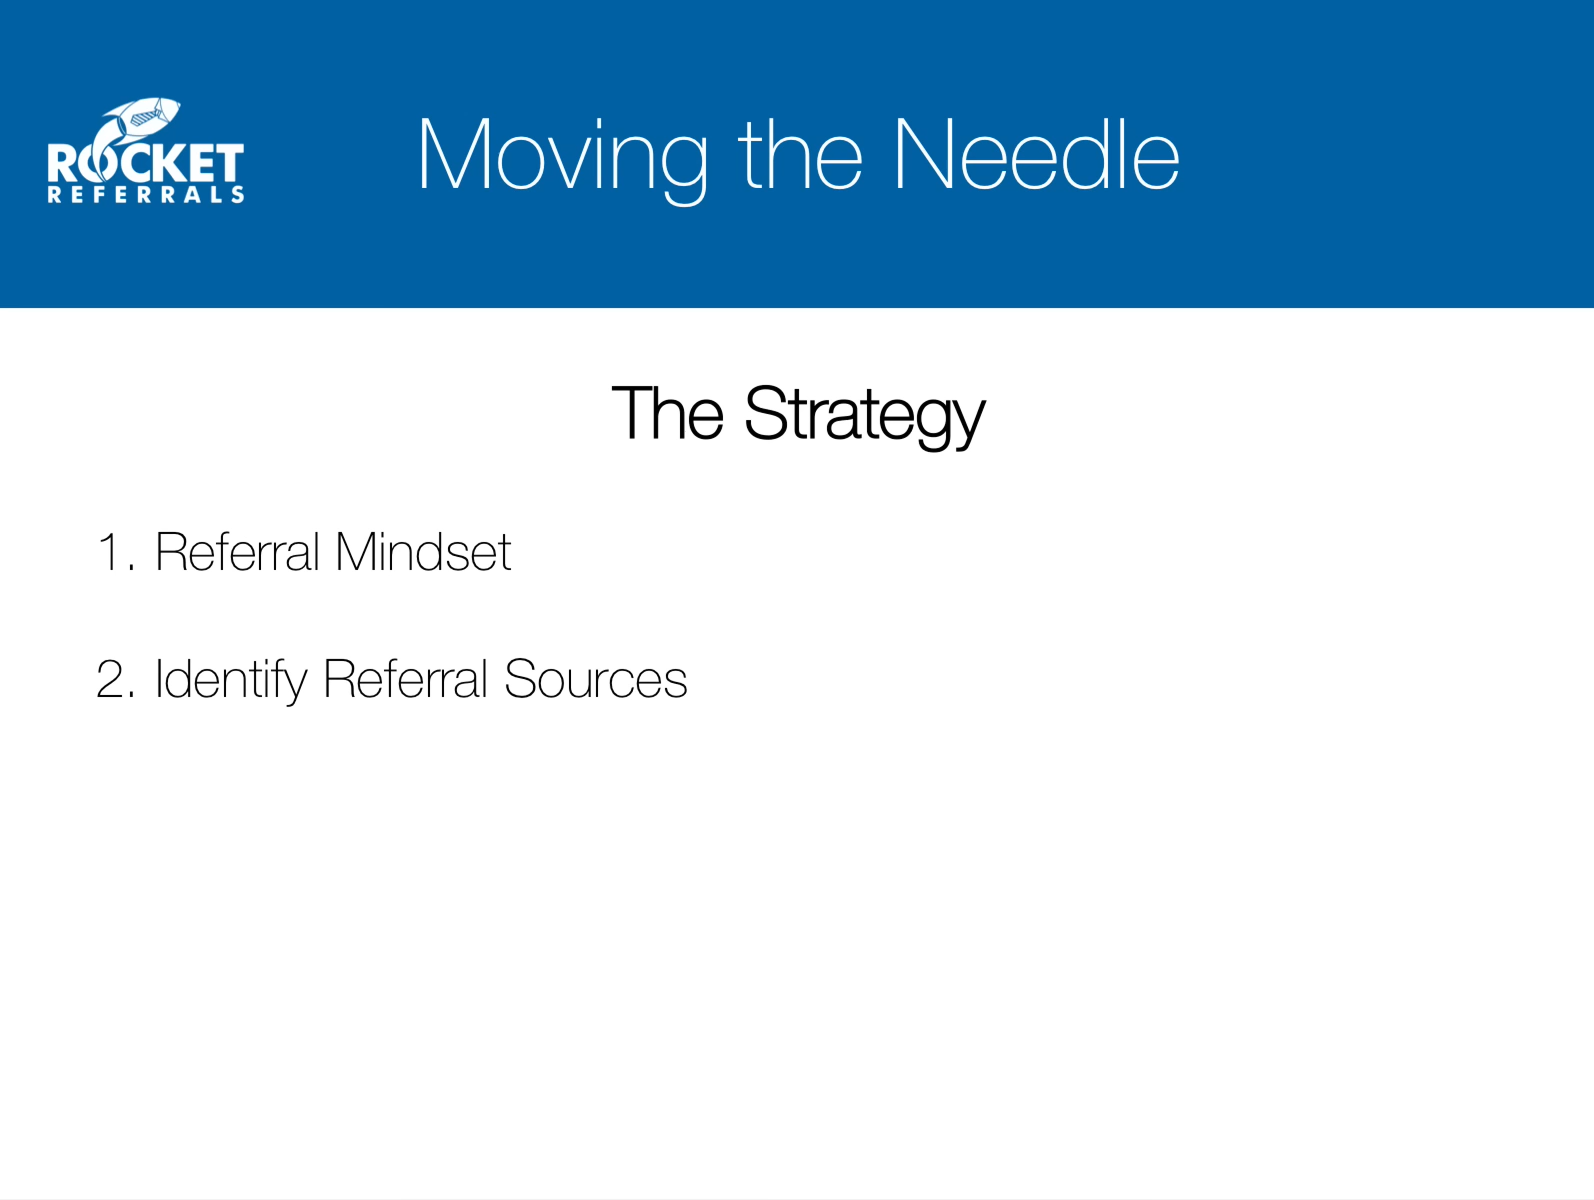 ROCKET
REFERRALS
Moving the Needle
The Strategy
1. Referral Mindset
2. Identify Referral Sources